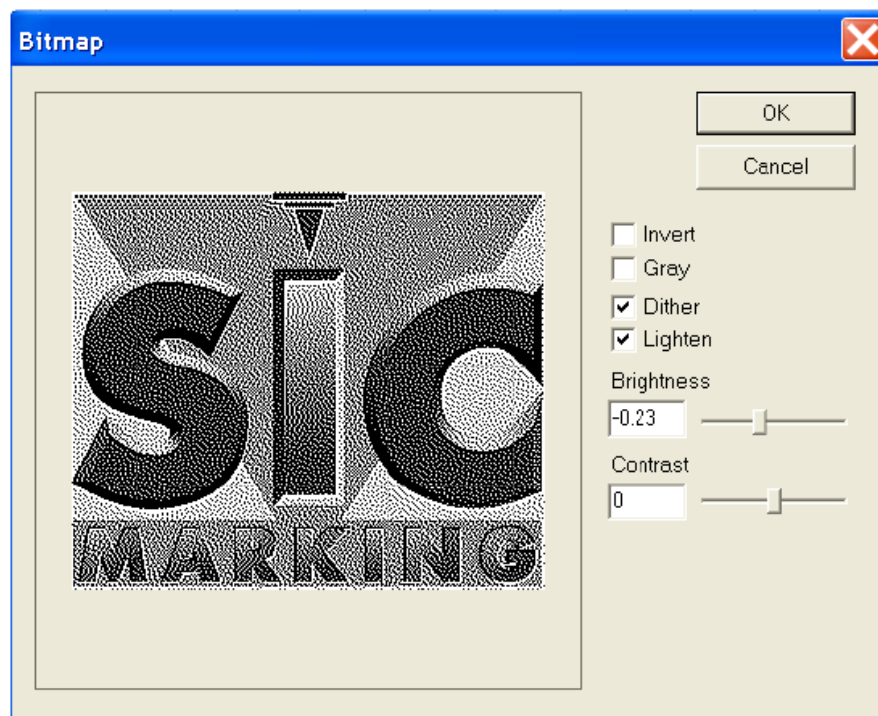 Bitmap
OK
Cancel
Invert
Gray
Dither
Lighten
Brightness
-0.23
Contrast
0
SIC
MARKING